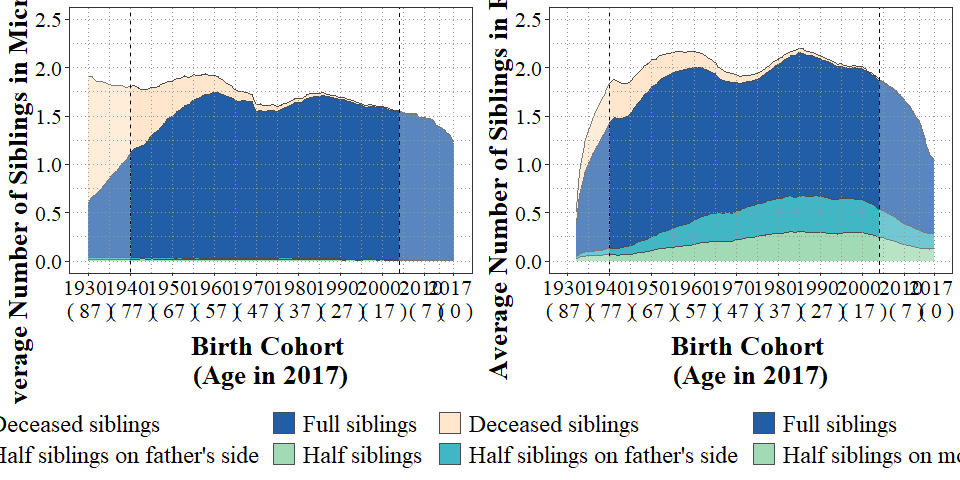 verage Number of Siblings in Micr
2.5
2.0
1.5
1.0
0.5
0.0
1930 1940 1950 1960 1970 1980 1990 2000 2010 2017
( 87 ) ( 77 ) ( 67 ) ( 57 ) ( 47 ) ( 37 ) ( 27 ) ( 17 ) ( 7 ) ( 0 )
Birth Cohort
(Age in 2017)
Average Number of Siblings in
2.5
2.0
1.5
1.0
0.5
0.0
1930 1940 1950 1960 1970 1980 1990 2000 2010 2017
( 87 ) ( 77 ) ( 67 ) ( 57 ) ( 47 ) ( 37 ) ( 27 ) ( 17 ) ( 7 ) ( 0 )
Birth Cohort
(Age in 2017)
Deceased siblings Full siblings Deceased siblings Full siblings
Half siblings on father's side Half siblings Half siblings on father's side Half siblings on mo